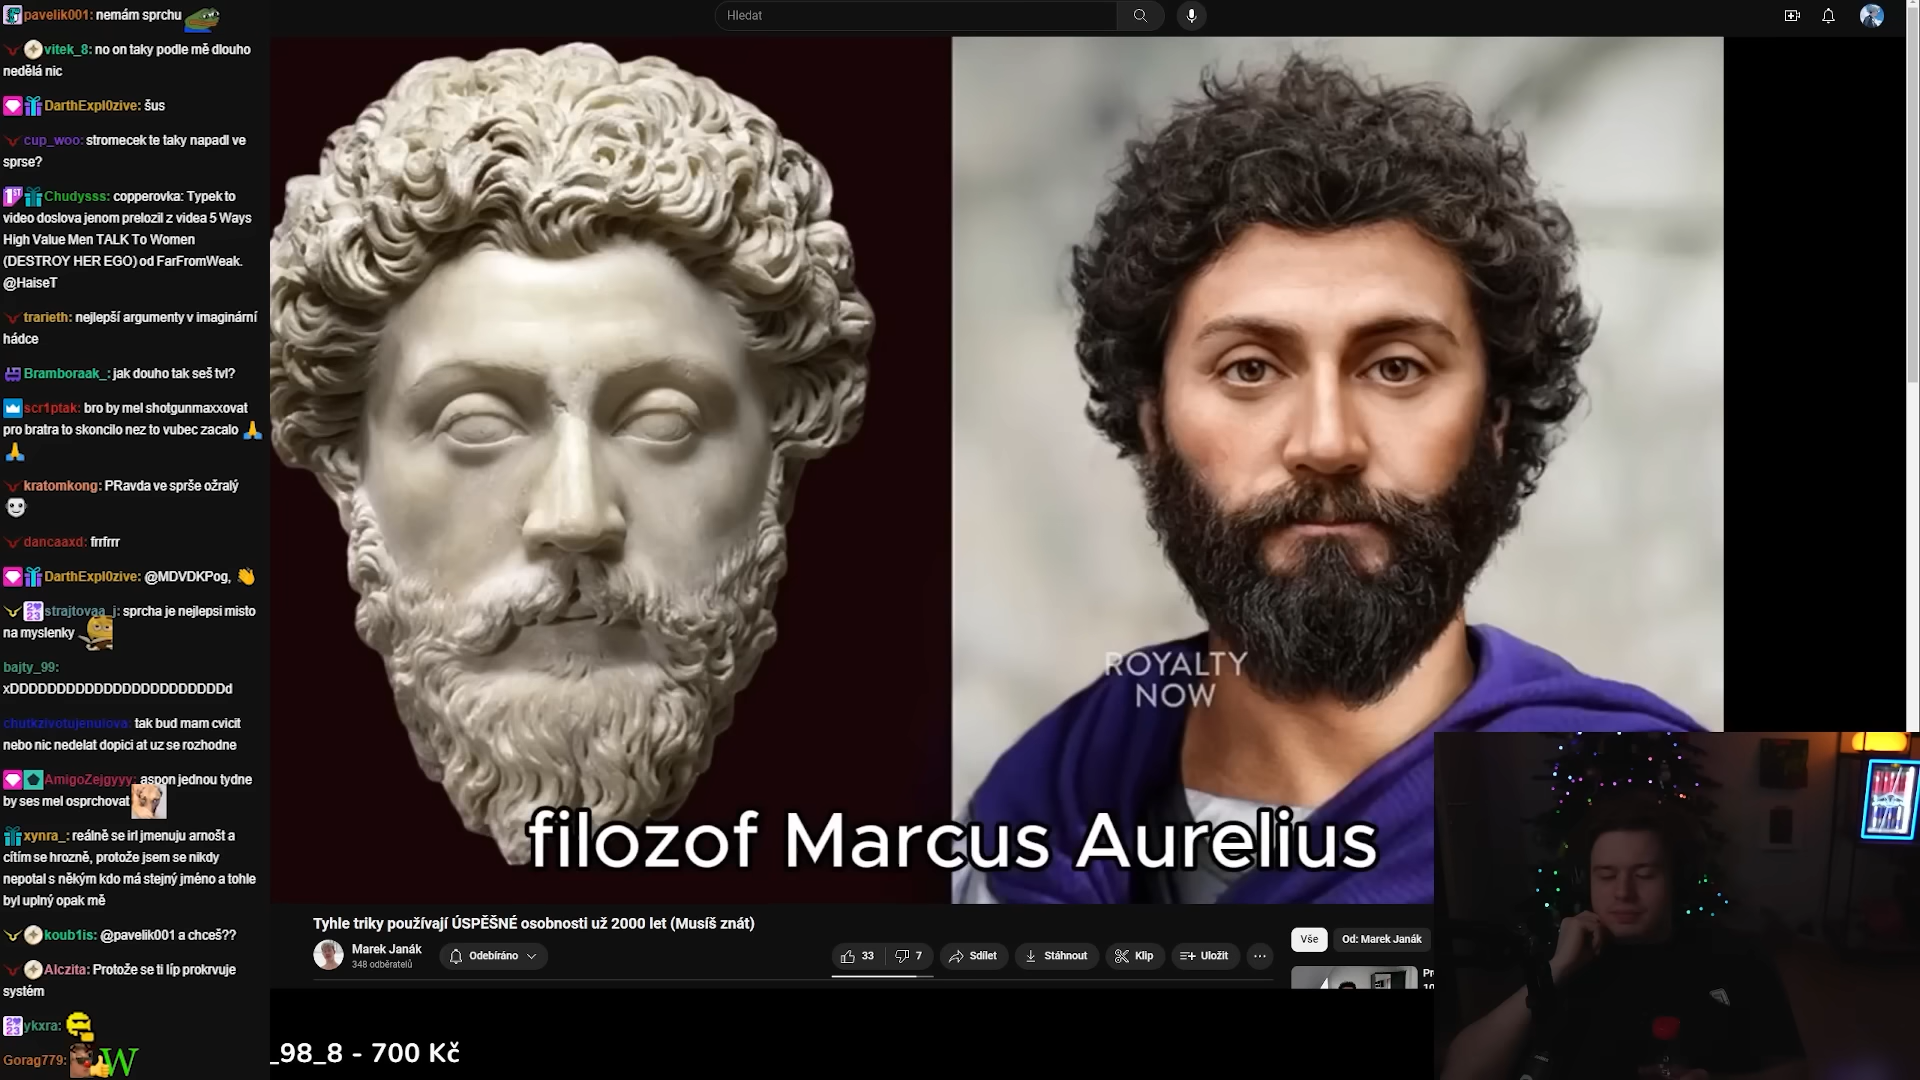 pavelik001: nemám sprchu
vitek_8: no on taky podle mě dlouho
nedělá nic
DarthExpl0zive: šus
cup_woo: stromecek te taky napadl ve
sprse?
Chudysss: copperovka: Typek to
video doslova jenom prelozil z videa 5 Ways
High Value Men TALK To Women
(DESTROY HER EGO) od FarFromWeak.
@HaiseT
trarieth: nejlepší argumenty v imaginární
hádce
Bramboraak_: jak douho tak seš tvl?
scr1ptak: bro by mel shotgunmaxxovat
pro bratra to skoncilo nez to vubec zacalo
kratomkong: PRavda ve sprše ožralý
dancaaxd: frrfrrr
DarthExpl0zive: @MDVDKPog,
strajtovaa_j: sprcha je nejlepsi misto
na myslenky
bajty_99:
xDDDDDDDDDDDDDDDDDDDDDDDd
chutkzivotujenulova: tak bud mam cvicit
nebo nic nedelat dopici at uz se rozhodne
AmigoZejgyyy: aspon jednou tydne
by ses mel osprchovat
xynra_: reálně se irl jmenuju arnošt a
cítím se hrozně, protože jsem se nikdy
nepotal s někým kdo má stejný jméno a tohle
byl uplný opak mě
koub1is: @pavelik001 a chceš??
Alczita: Protože se ti líp prokrvuje
systém
ykxra:
Gorag779:
W
Hledat
ROYALTY
NOW
filozof Marcus Aurelius
Tyhle triky používají ÚSPĚŠNÉ osobnosti už 2000 let (Musíš znát)
Marek Janák
348 odběratelů
Odebíráno
33
7
Sdílet
Stáhnout
Klip
Uložit
Vše
Od: Marek Janák
_98_8 - 700 Kč